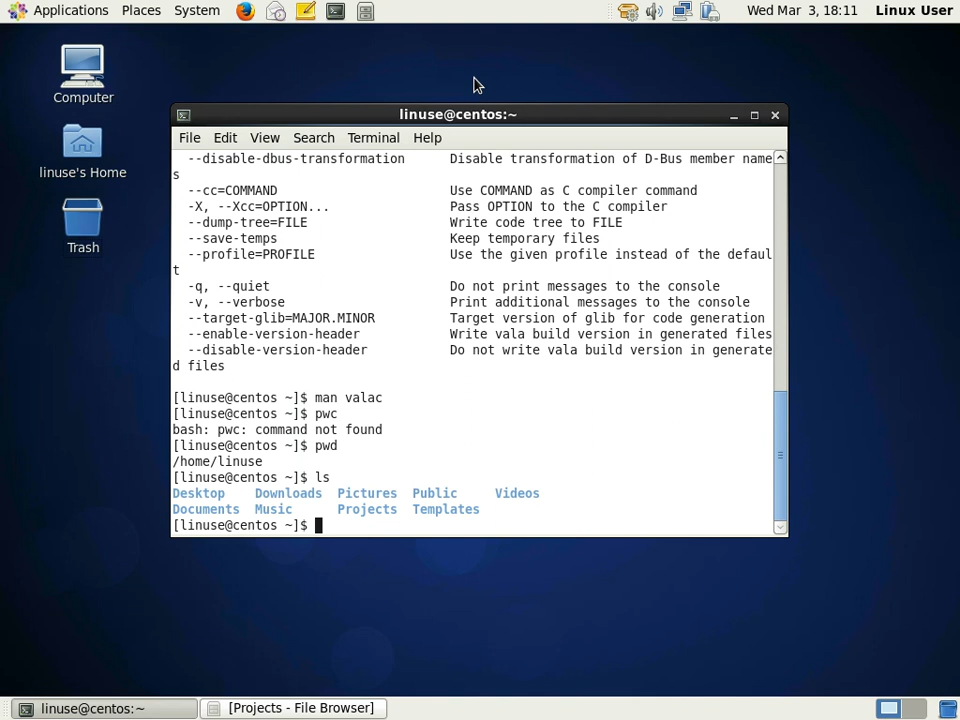 Applications Places System Wed Mar 3, 18:11 Linux User
Computer
linuse's Home
Trash
linuse@centos:~
File Edit View Search Terminal Help
--disable-dbus-transformation Disable transformation of D-Bus member name
s
--cc=COMMAND Use COMMAND as C compiler command
-X, --Xcc=OPTION... Pass OPTION to the C compiler
--dump-tree=FILE Write code tree to FILE
--save-temps Keep temporary files
--profile=PROFILE Use the given profile instead of the defaul
t
-q, --quiet Do not print messages to the console
-v, --verbose Print additional messages to the console
--target-glib=MAJOR.MINOR Target version of glib for code generation
--enable-version-header Write vala build version in generated files
--disable-version-header Do not write vala build version in generate
d files
[linuse@centos ~]$ man valac
[linuse@centos ~]$ pwc
bash: pwc: command not found
[linuse@centos ~]$ pwd
/home/linuse
[linuse@centos ~]$ ls
Desktop Downloads Pictures Public Videos
Documents Music Projects Templates
[linuse@centos ~]$
linuse@centos:~ [Projects - File Browser]